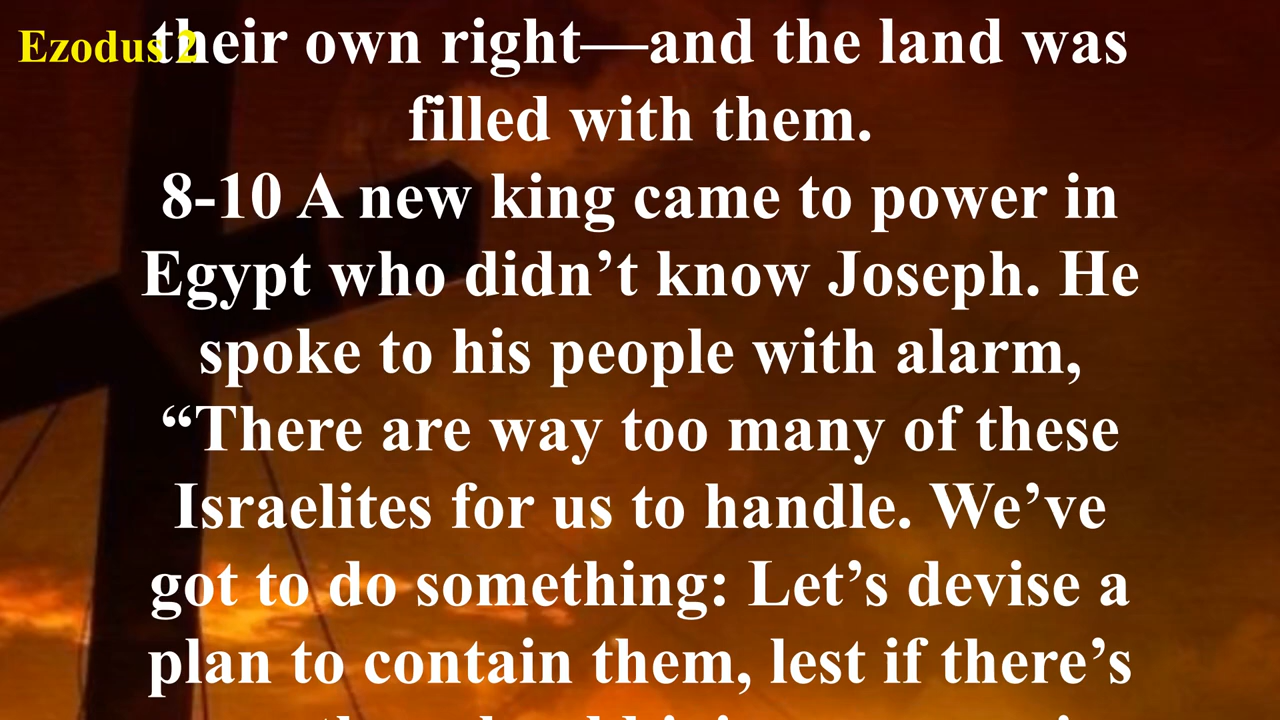 Ezodus 2
their own right—and the land was
filled with them.
8-10 A new king came to power in
Egypt who didn’t know Joseph. He
spoke to his people with alarm,
“There are way too many of these
Israelites for us to handle. We’ve
got to do something: Let’s devise a
plan to contain them, lest if there’s